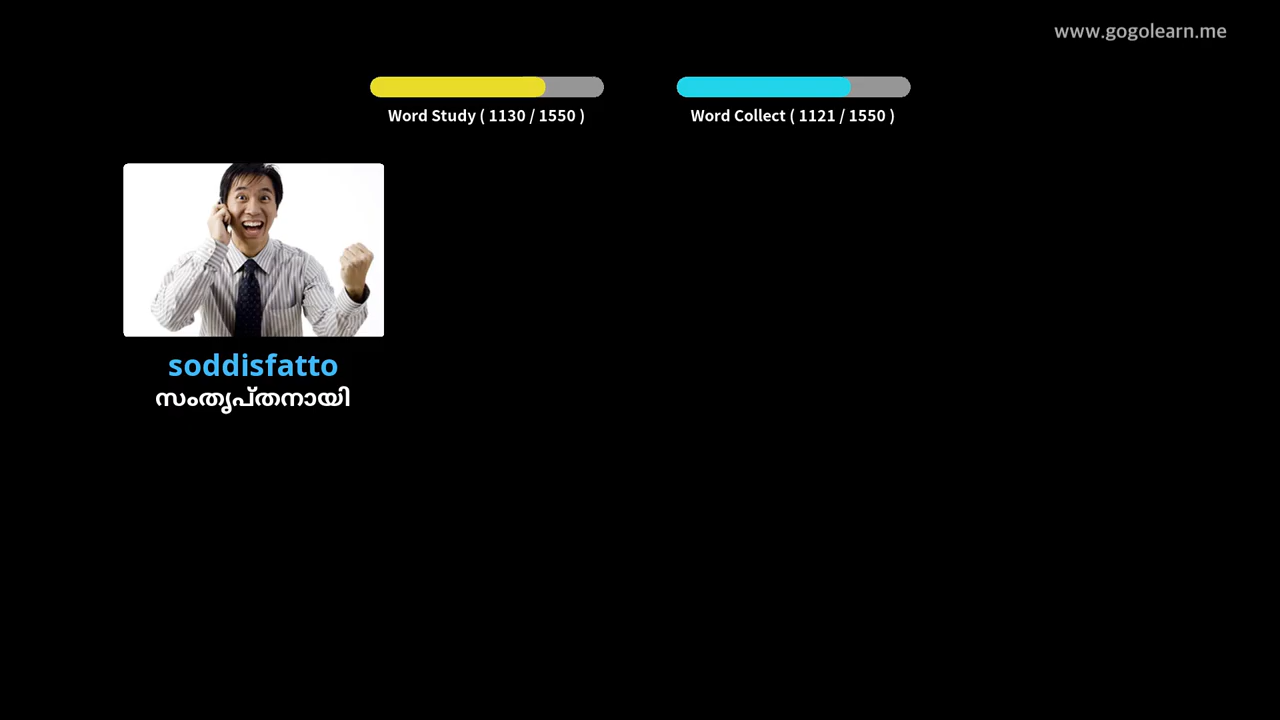 www.gogolearn.me
Word Study ( 1130 / 1550 )
Word Collect ( 1121 / 1550 )
soddisfatto
സംതൃപ്തനായി